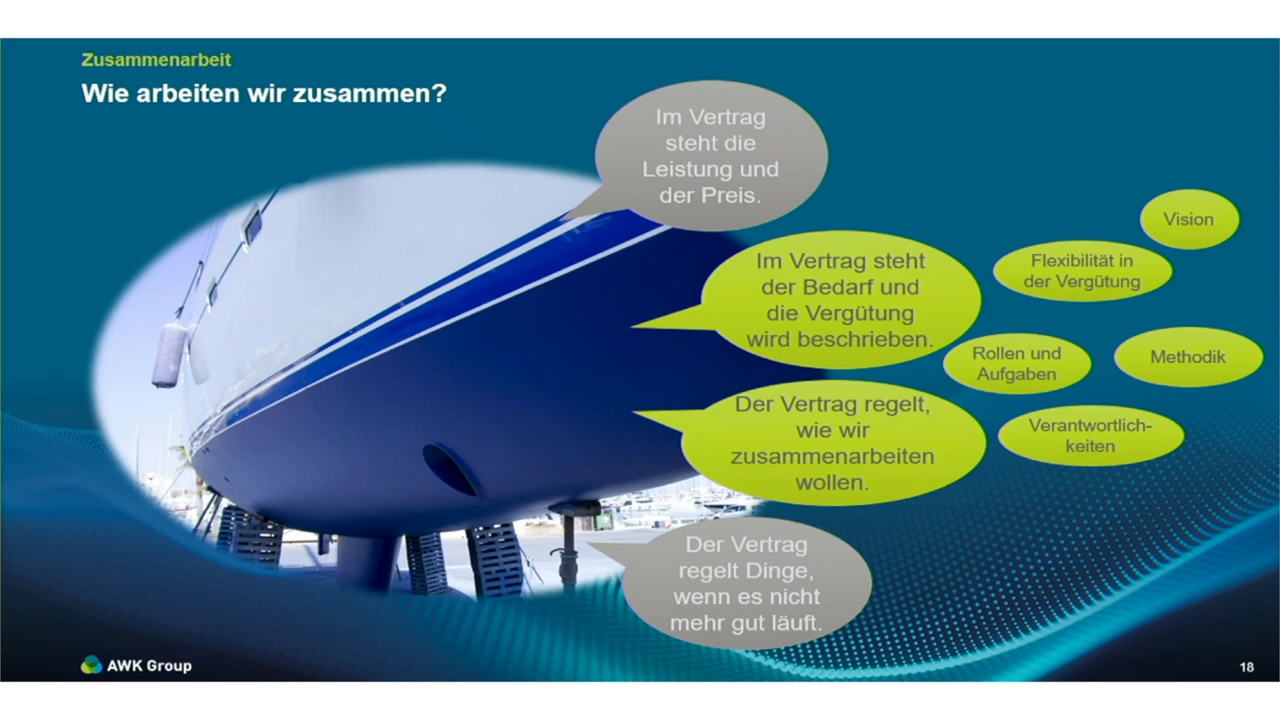 Zusammenarbeit
Wie arbeiten wir zusammen?
Im Vertrag
steht die
Leistung und
der Preis.
Im Vertrag steht
der Bedarf und
die Vergütung
wird beschrieben.
Der Vertrag regelt,
wie wir
zusammenarbeiten
wollen.
Der Vertrag
regelt Dinge,
wenn es nicht
mehr gut läuft.
Vision
Flexibilität in
der Vergütung
Rollen und
Aufgaben
Methodik
Verantwortlich-
keiten
AWK Group
18